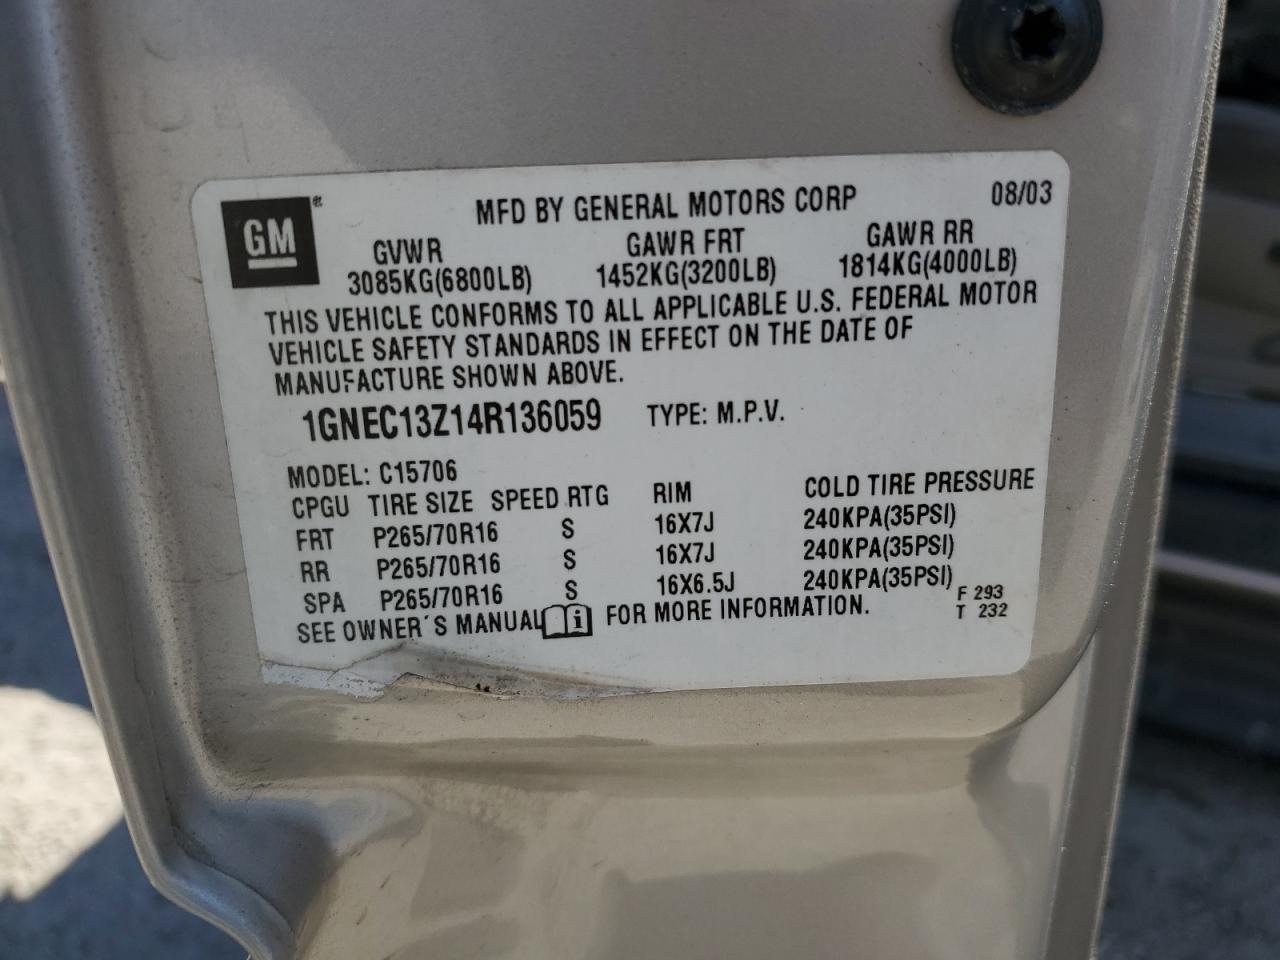 GM
MFD BY GENERAL MOTORS CORP 08/03
GVWR GAWR FRT GAWR RR
3085KG(6800LB) 1452KG(3200LB) 1814KG(4000LB)
THIS VEHICLE CONFORMS TO ALL APPLICABLE U.S. FEDERAL MOTOR
VEHICLE SAFETY STANDARDS IN EFFECT ON THE DATE OF
MANUFACTURE SHOWN ABOVE.
1GNEC13Z14R136059 TYPE: M.P.V.
MODEL: C15706
CPGU TIRE SIZE SPEED RTG RIM COLD TIRE PRESSURE
FRT P265/70R16 S 16X7J 240KPA(35PSI)
RR P265/70R16 S 16X7J 240KPA(35PSI)
SPA P265/70R16 S 16X6.5J 240KPA(35PSI)
F 293
SEE OWNER´S MANUAL i FOR MORE INFORMATION. T 232